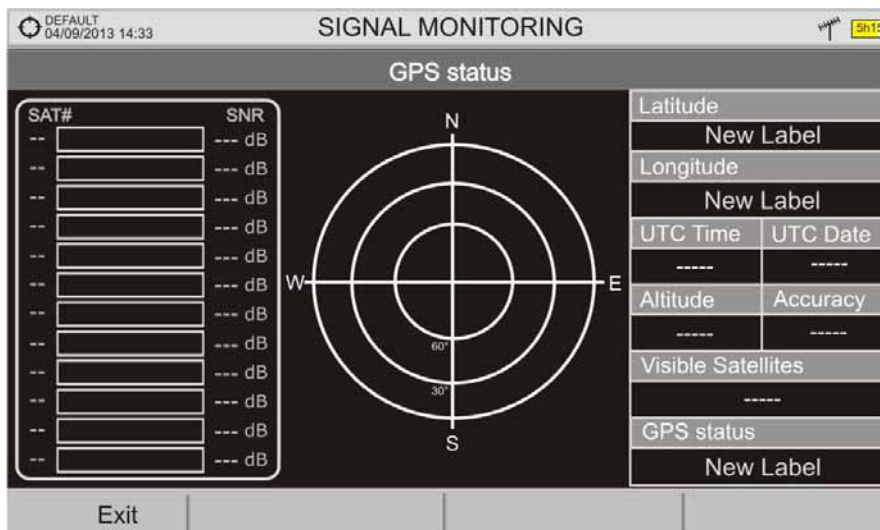 DEFAULT
04/09/2013 14:33
SIGNAL MONITORING
5h15
GPS status
SAT# SNR
-- --- dB
-- --- dB
-- --- dB
-- --- dB
-- --- dB
-- --- dB
-- --- dB
-- --- dB
-- --- dB
-- --- dB
-- --- dB
-- --- dB
N
W E
60°
30°
S
Latitude
New Label
Longitude
New Label
UTC Time UTC Date
----- -----
Altitude Accuracy
----- -----
Visible Satellites
-----
GPS status
New Label
Exit